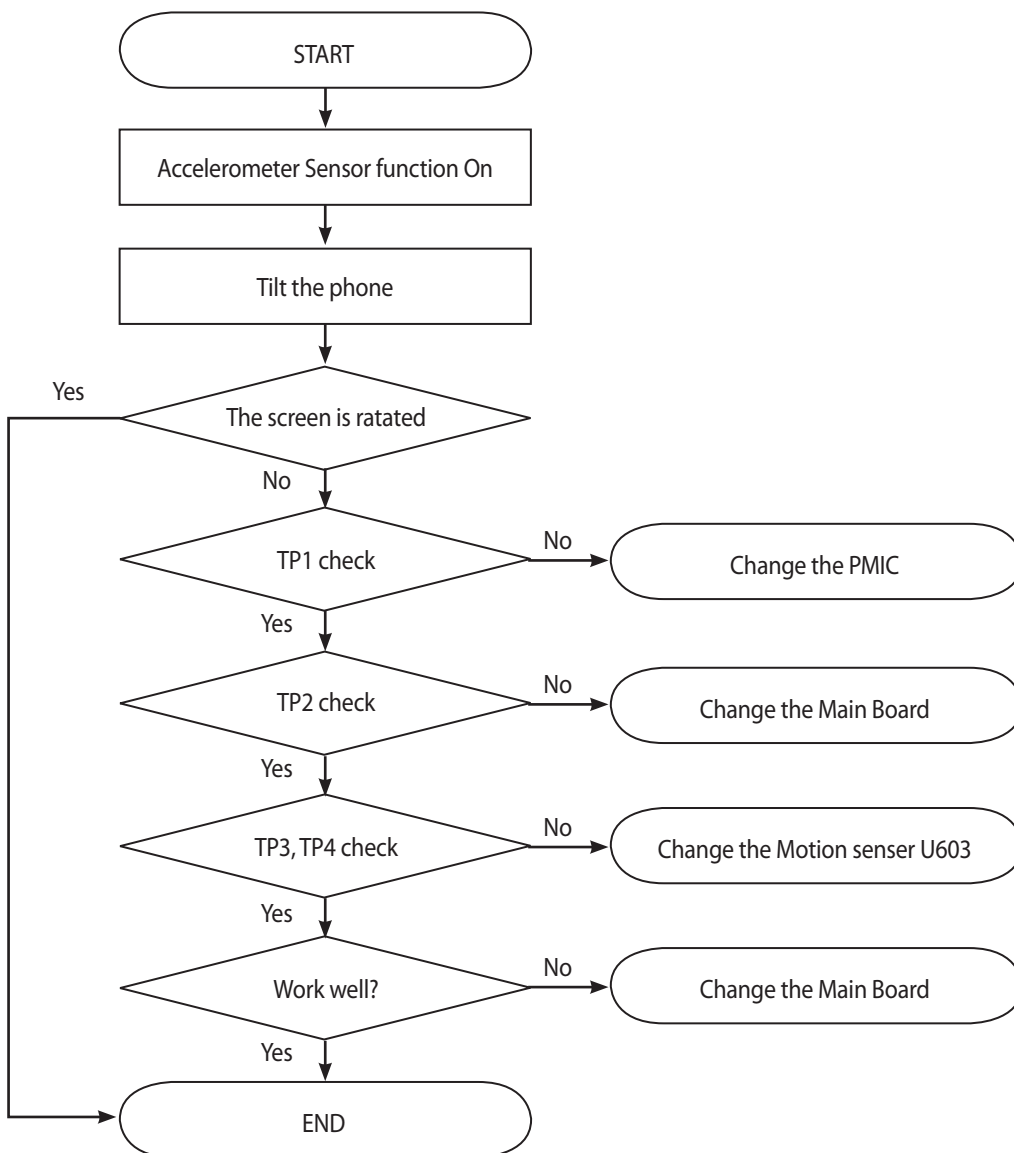 START
Accelerometer Sensor function On
Tilt the phone
Yes
The screen is ratated
No
TP1 check
No
Change the PMIC
Yes
TP2 check
No
Change the Main Board
Yes
TP3, TP4 check
No
Change the Motion senser U603
Yes
Work well?
No
Change the Main Board
Yes
END